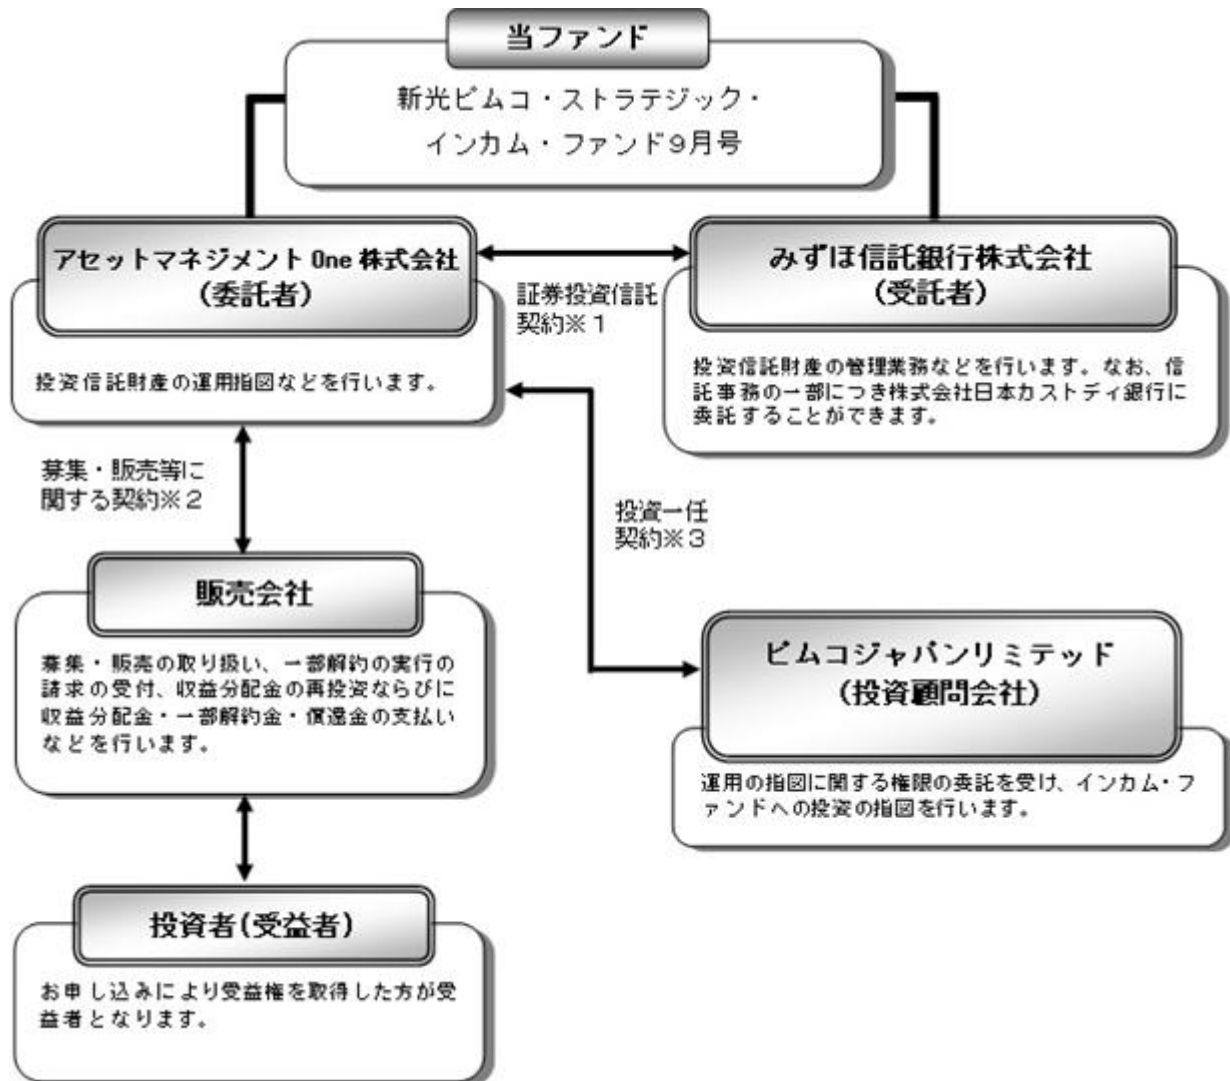 当ファンド
新光ピムコ・ストラテジック・
インカム・ファンド9月号
アセットマネジメントOne株式会社
(委託者)
投資信託財産の運用指図などを行います。
証券投資信託
契約※1
みずほ信託銀行株式会社
(受託者)
投資信託財産の管理業務などを行います。なお、信
託事務の一部につき株式会社日本カストディ銀行に
委託することができます。
募集・販売等に
関する契約※2
投資一任
契約※3
販売会社
募集・販売の取り扱い、一部解約の実行の
請求の受付、収益分配金の再投資ならびに
収益分配金・一部解約金・償還金の支払い
などを行います。
ピムコジャパンリミテッド
(投資顧問会社)
運用の指図に関する権限の委託を受け、インカム・フ
ァンドへの投資の指図を行います。
投資者(受益者)
お申し込みにより受益権を取得した方が受
益者となります。